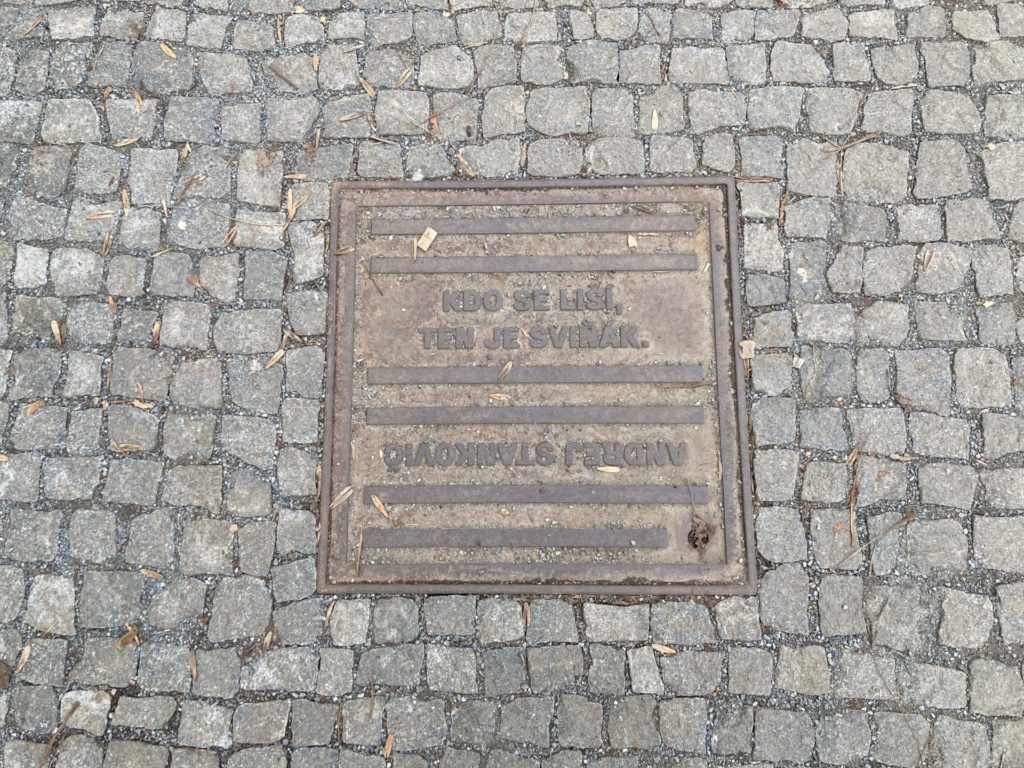 KDO SE LIŠÍ,
TEN JE SVIŇÁK.
ANDREJ STANKOVIČ